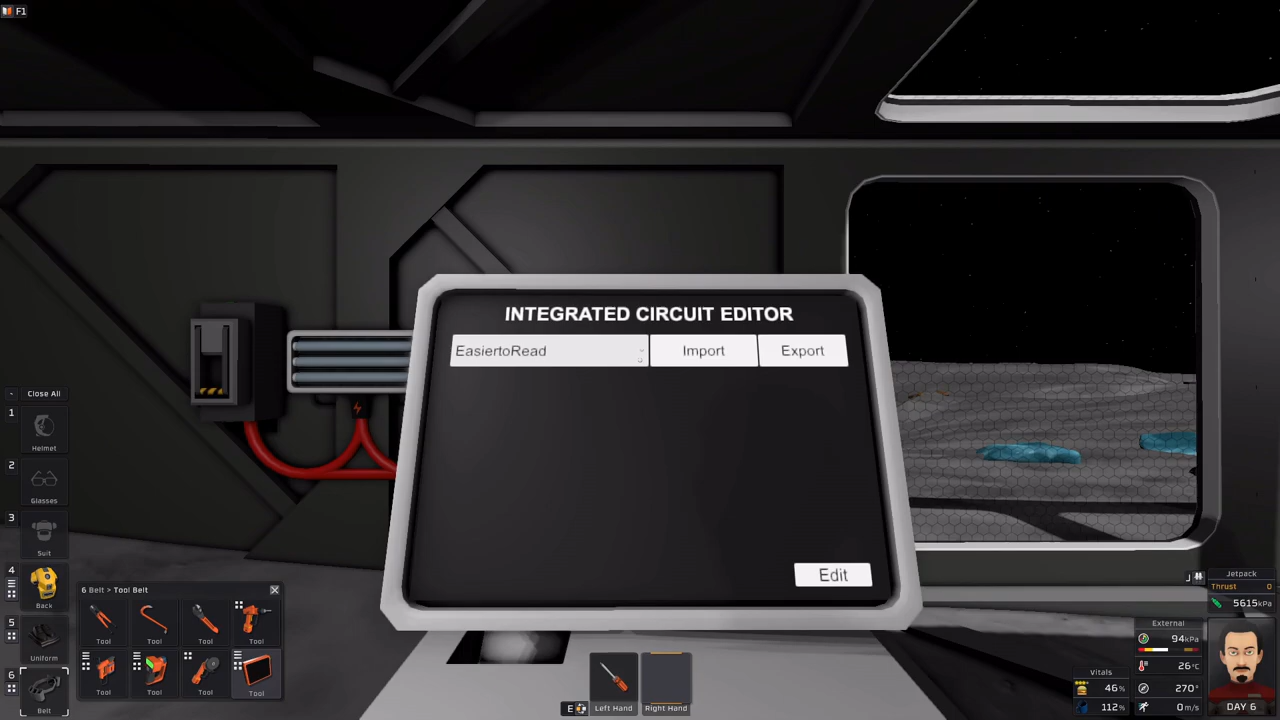 F1
INTEGRATED CIRCUIT EDITOR
EasiertoRead
Import
Export
Edit
Close All
1
Helmet
2
Glasses
3
Suit
4
Back
5
Uniform
6
Belt
6 Belt > Tool Belt
Tool
Tool
Tool
Tool
Tool
Tool
Tool
Tool
E
Left Hand
Right Hand
Jetpack
Thrust 0
5615kPa
External
94kPa
26°C
270°
0m/s
Vitals
46%
112%
DAY 6